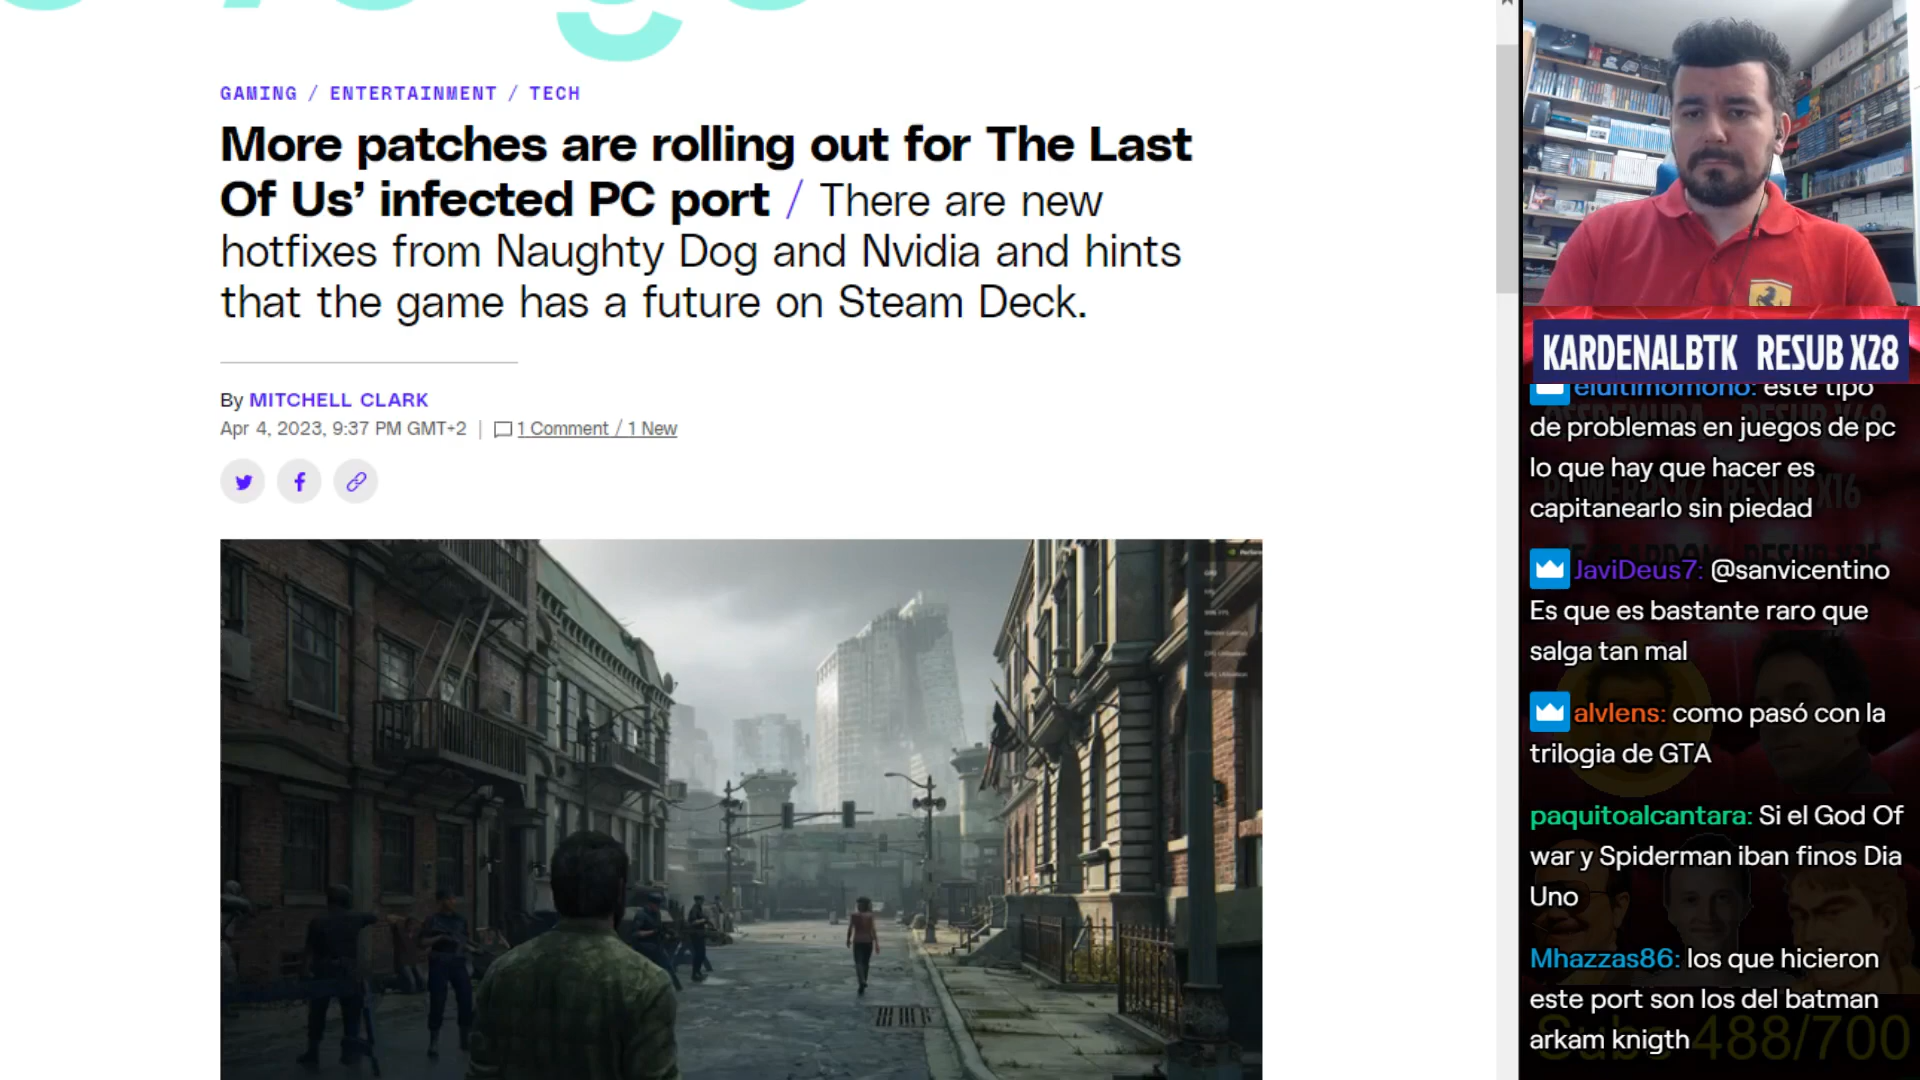 GAMING / ENTERTAINMENT / TECH
More patches are rolling out for The Last
Of Us’ infected PC port / There are new
hotfixes from Naughty Dog and Nvidia and hints
that the game has a future on Steam Deck.
By MITCHELL CLARK
Apr 4, 2023, 9:37 PM GMT+2 | 1 Comment / 1 New
KARDENALBTK RESUB X28
elultimomono: este tipo
de problemas en juegos de pc
lo que hay que hacer es
capitanearlo sin piedad
JaviDeus7: @sanvicentino
Es que es bastante raro que
salga tan mal
alvlens: como pasó con la
trilogia de GTA
paquitoalcantara: Si el God Of
war y Spiderman iban finos Dia
Uno
Mhazzas86: los que hicieron
este port son los del batman
arkam knigth
Subs 488/700